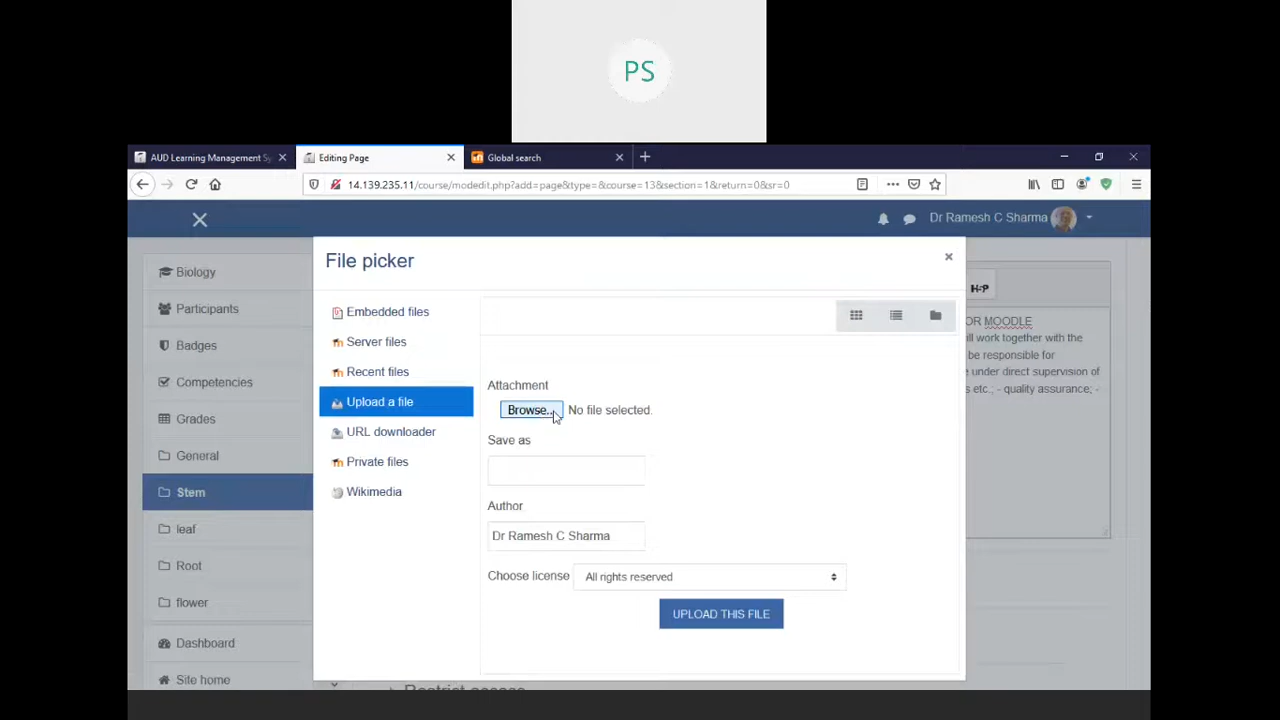 PS
AUD Learning Management Sy
Editing Page
Global search
14.139.235.11/course/modedit.php?add=page&type=&course=13&section=1&return=0&sr=0
Dr Ramesh C Sharma
File picker
Biology
Participants
Badges
Competencies
Grades
General
Stem
leaf
Root
flower
Dashboard
Site home
Embedded files
Server files
Recent files
Upload a file
URL downloader
Private files
Wikimedia
Attachment
Browse... No file selected.
Save as
Author
Dr Ramesh C Sharma
Choose license All rights reserved
UPLOAD THIS FILE
H-P
OR MOODLE
ill work together with the
be responsible for
under direct supervision of
etc.; - quality assurance; -
Restrict access